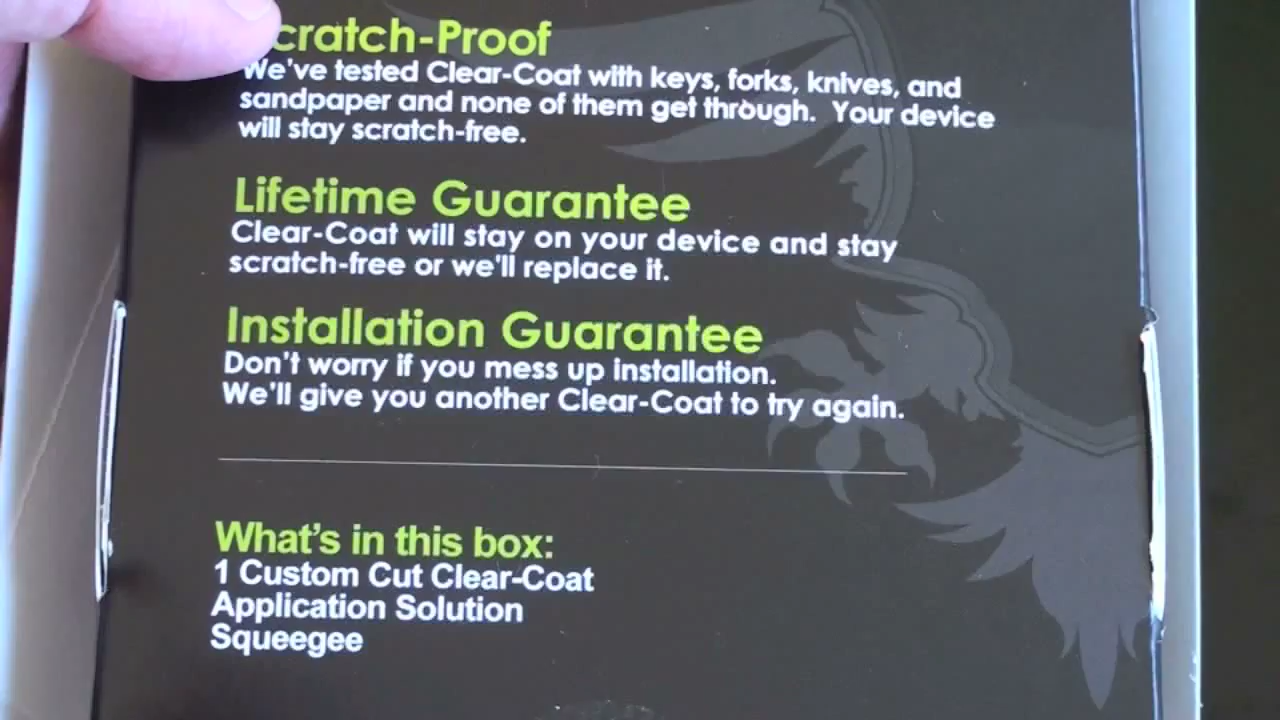 cratch-Proof
We've tested Clear-Coat with keys, forks, knives, and
sandpaper and none of them get through. Your device
will stay scratch-free.
Lifetime Guarantee
Clear-Coat will stay on your device and stay
scratch-free or we'll replace it.
Installation Guarantee
Don't worry if you mess up installation.
We'll give you another Clear-Coat to try again.
What's in this box:
1 Custom Cut Clear-Coat
Application Solution
Squeegee